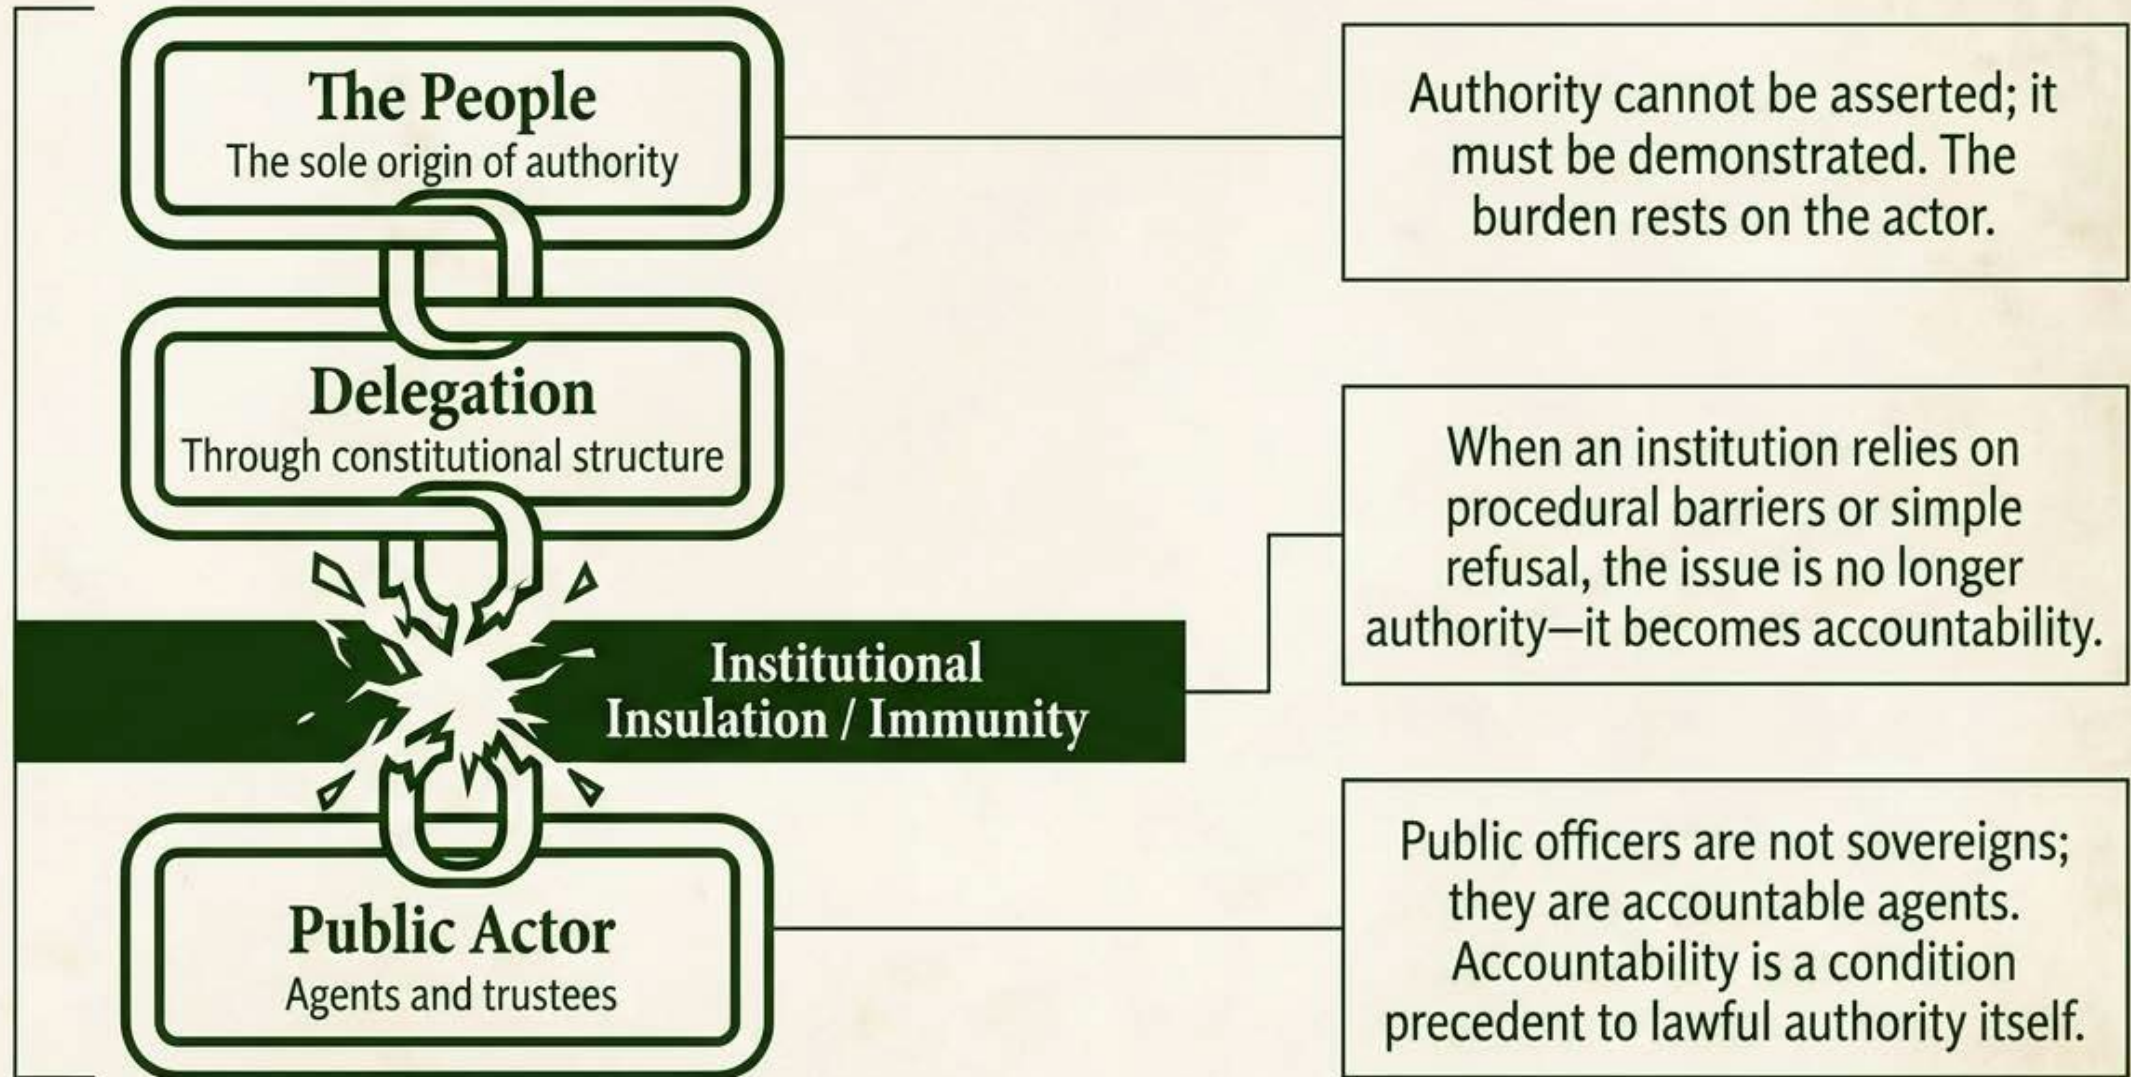 The People
The sole origin of authority
Authority cannot be asserted; it
must be demonstrated. The
burden rests on the actor.
Delegation
Through constitutional structure
When an institution relies on
procedural barriers or simple
refusal, the issue is no longer
authority—it becomes accountability.
Institutional
Insulation / Immunity
Public Actor
Agents and trustees
Public officers are not sovereigns;
they are accountable agents.
Accountability is a condition
precedent to lawful authority itself.